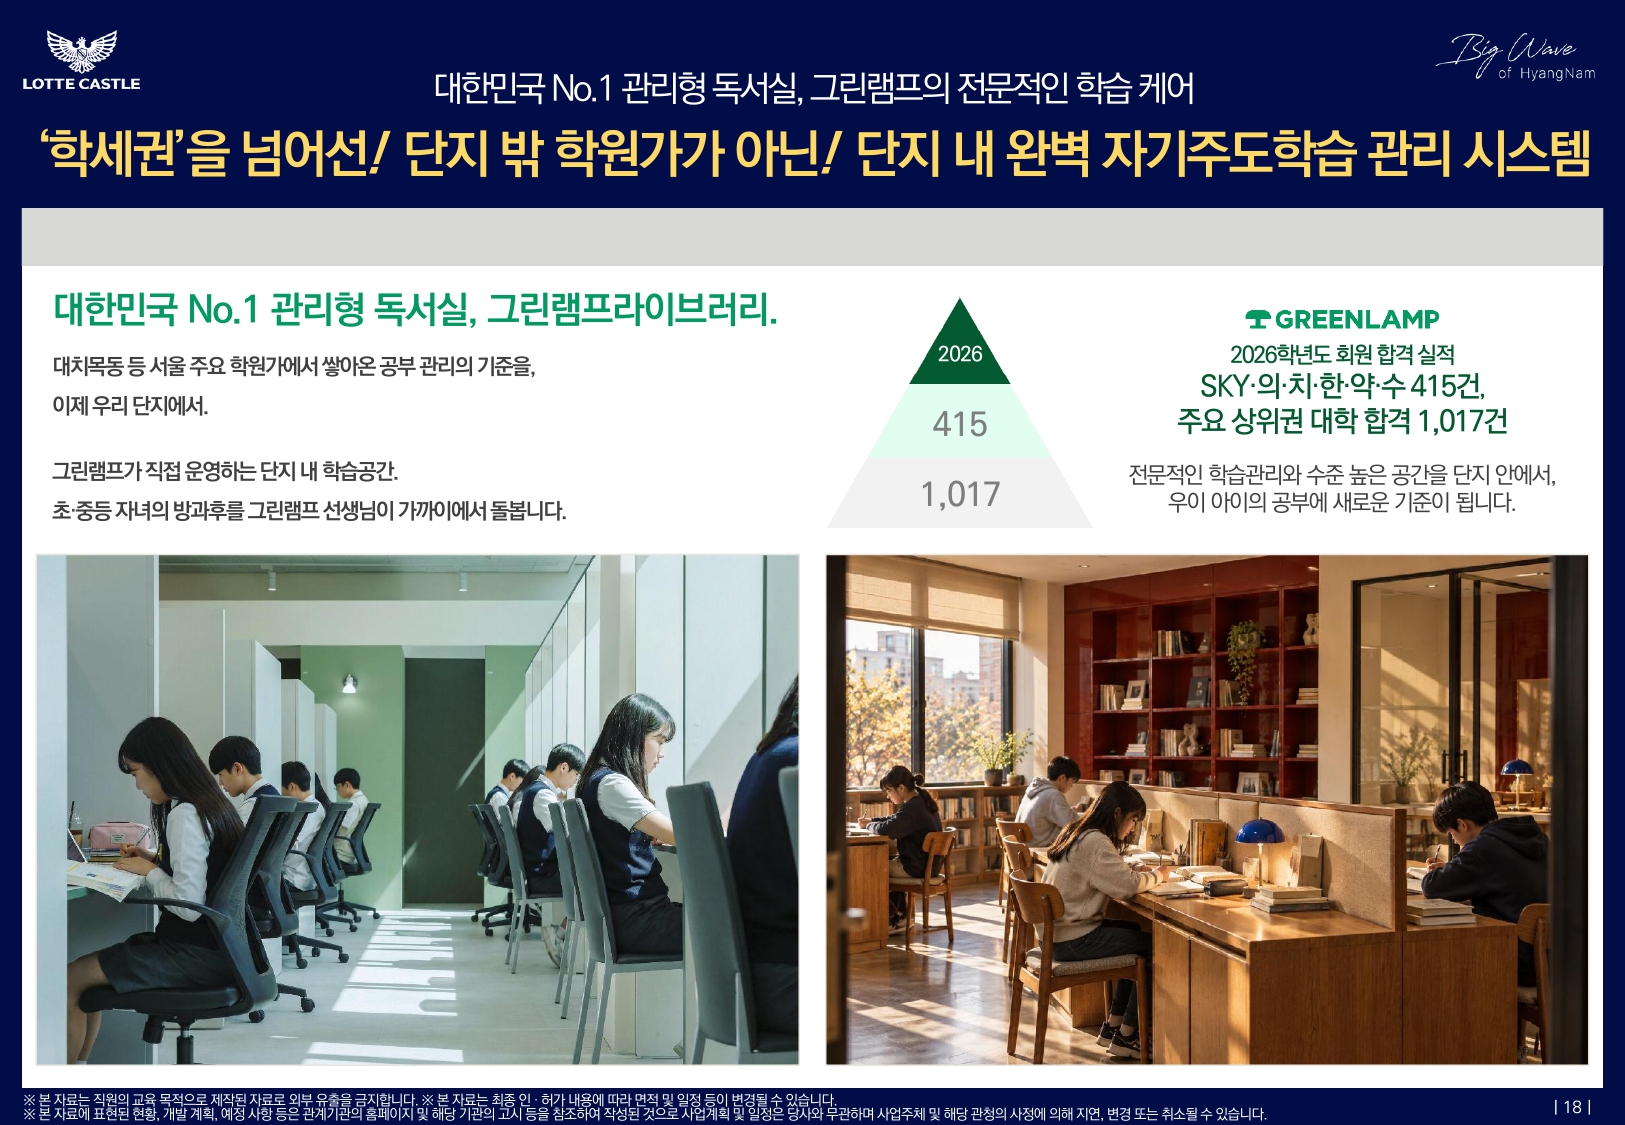 LOTTE CASTLE
Big Wave
of HyangNam
대한민국 No.1 관리형 독서실, 그린램프의 전문적인 학습 케어
‘학세권’을 넘어선! 단지 밖 학원가가 아닌! 단지 내 완벽 자기주도학습 관리 시스템
대한민국 No.1 관리형 독서실, 그린램프라이브러리.
대치목동 등 서울 주요 학원가에서 쌓아온 공부 관리의 기준을,
이제 우리 단지에서.
그린램프가 직접 운영하는 단지 내 학습공간.
초·중등 자녀의 방과후를 그린램프 선생님이 가까이에서 돌봅니다.
2026
415
1,017
GREENLAMP
2026학년도 회원 합격 실적
SKY·의·치·한·약·수 415건,
주요 상위권 대학 합격 1,017건
전문적인 학습관리와 수준 높은 공간을 단지 안에서,
우이 아이의 공부에 새로운 기준이 됩니다.
※ 본 자료는 직원의 교육 목적으로 제작된 자료로 외부 유출을 금지합니다. ※ 본 자료는 최종 인·허가 내용에 따라 면적 및 일정 등이 변경될 수 있습니다.
※ 본 자료에 표현된 현황, 개발 계획, 예정 사항 등은 관계기관의 홈페이지 및 해당 기관의 고시 등을 참조하여 작성된 것으로 사업계획 및 일정은 당사와 무관하며 사업주체 및 해당 관청의 사정에 의해 지연, 변경 또는 취소될 수 있습니다.
| 18 |